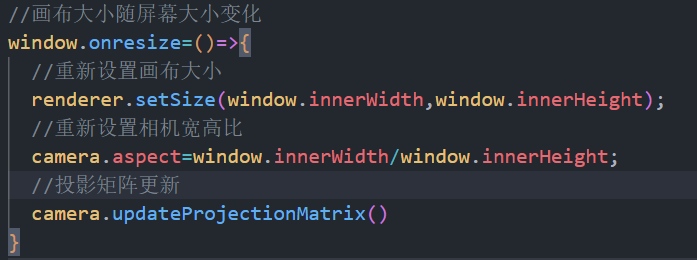 //画布大小随屏幕大小变化
window.onresize=()=>{
//重新设置画布大小
renderer.setSize(window.innerWidth,window.innerHeight);
//重新设置相机宽高比
camera.aspect=window.innerWidth/window.innerHeight;
//投影矩阵更新
camera.updateProjectionMatrix()
}